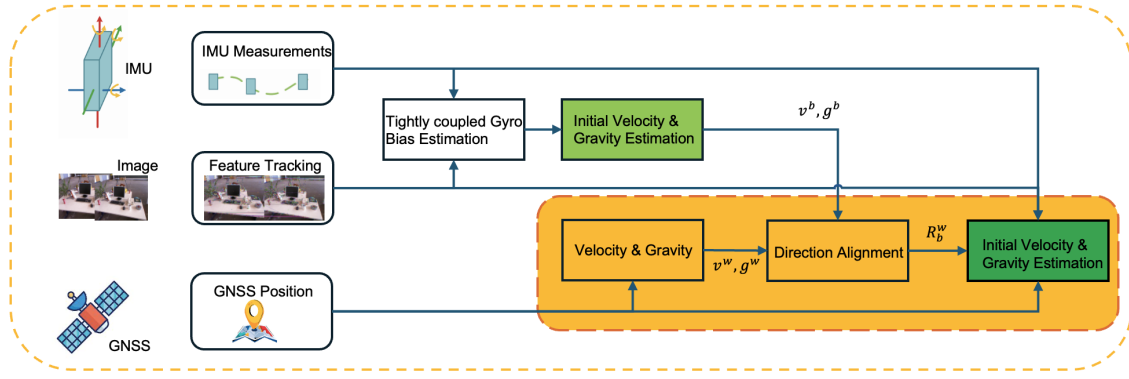 IMU
IMU Measurements
Tightly coupled Gyro
Bias Estimation
Initial Velocity &
Gravity Estimation
v^b, g^b
Image
Feature Tracking
Velocity & Gravity
v^w, g^w
Direction Alignment
R_b^w
Initial Velocity &
Gravity Estimation
GNSS Position
GNSS